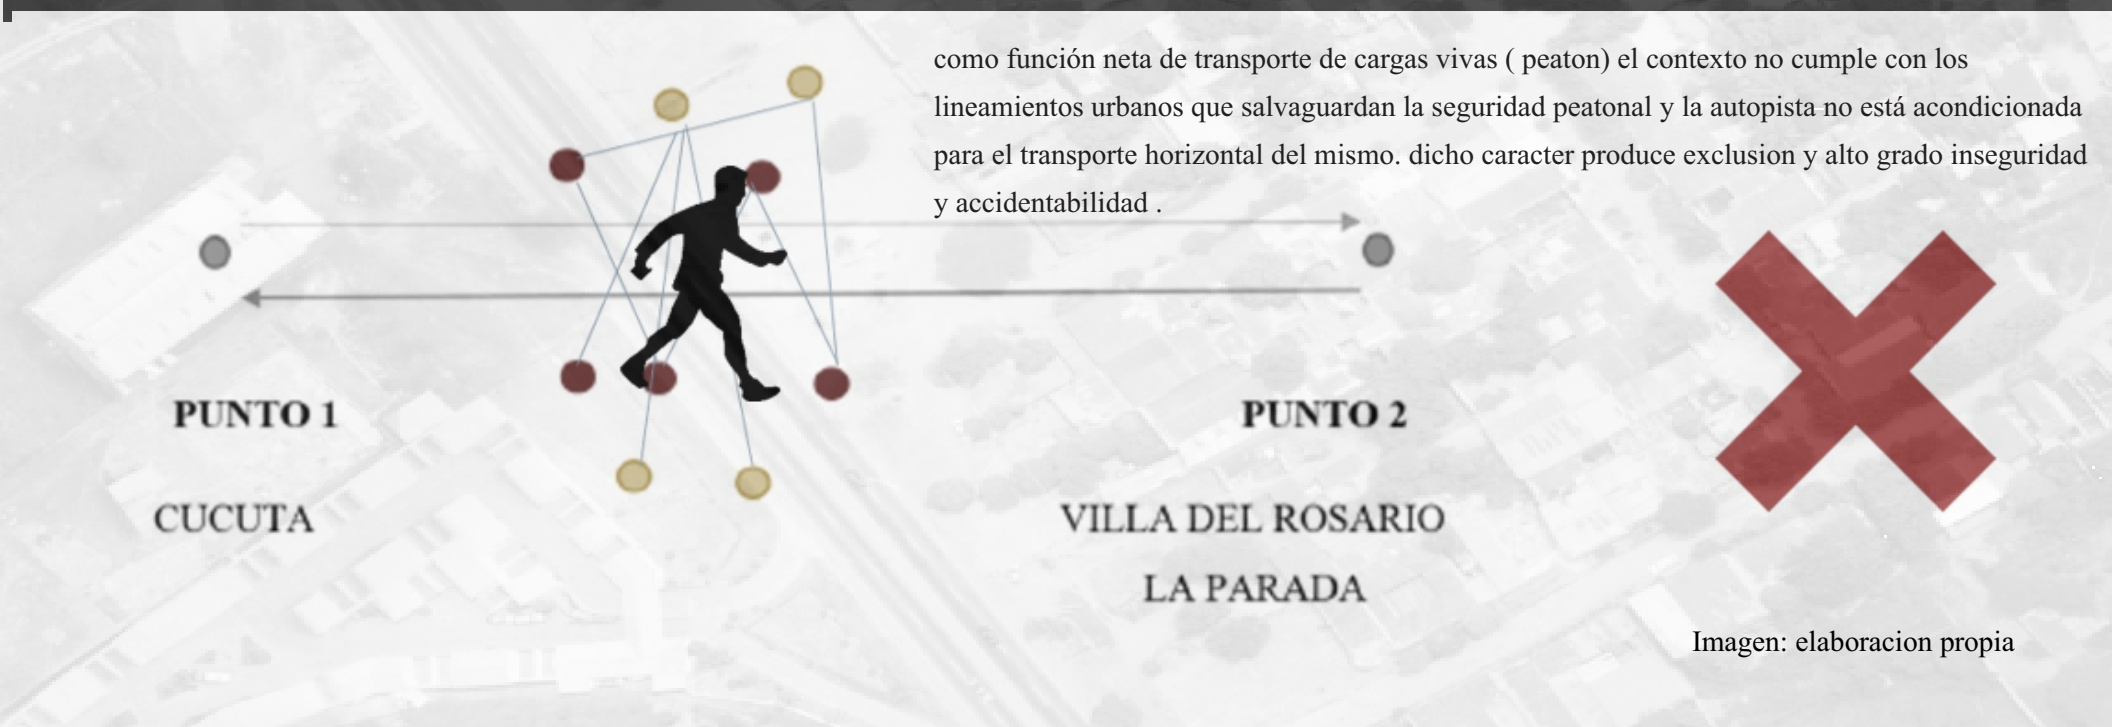 como función neta de transporte de cargas vivas ( peaton) el contexto no cumple con los
lineamientos urbanos que salvaguardan la seguridad peatonal y la autopista no está acondicionada
para el transporte horizontal del mismo. dicho caracter produce exclusion y alto grado inseguridad
y accidentabilidad .
PUNTO 1
CUCUTA
PUNTO 2
VILLA DEL ROSARIO
LA PARADA
Imagen: elaboracion propia